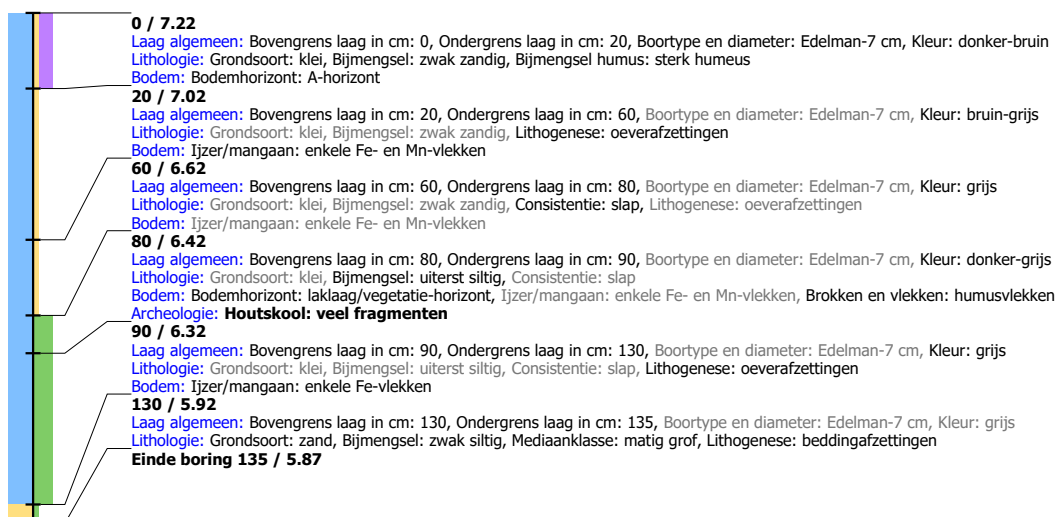 0 / 7.22
Laag algemeen: Bovengrens laag in cm: 0, Ondergrens laag in cm: 20, Boortype en diameter: Edelman-7 cm, Kleur: donker-bruin
Lithologie: Grondsoort: klei, Bijmengsel: zwak zandig, Bijmengsel humus: sterk humeus
Bodem: Bodemhorizont: A-horizont
20 / 7.02
Laag algemeen: Bovengrens laag in cm: 20, Ondergrens laag in cm: 60, Boortype en diameter: Edelman-7 cm, Kleur: bruin-grijs
Lithologie: Grondsoort: klei, Bijmengsel: zwak zandig, Lithogenese: oeverafzettingen
Bodem: Ijzer/mangaan: enkele Fe- en Mn-vlekken
60 / 6.62
Laag algemeen: Bovengrens laag in cm: 60, Ondergrens laag in cm: 80, Boortype en diameter: Edelman-7 cm, Kleur: grijs
Lithologie: Grondsoort: klei, Bijmengsel: zwak zandig, Consistentie: slap, Lithogenese: oeverafzettingen
Bodem: Ijzer/mangaan: enkele Fe- en Mn-vlekken
80 / 6.42
Laag algemeen: Bovengrens laag in cm: 80, Ondergrens laag in cm: 90, Boortype en diameter: Edelman-7 cm, Kleur: donker-grijs
Lithologie: Grondsoort: klei, Bijmengsel: uiterst siltig, Consistentie: slap
Bodem: Bodemhorizont: laklaag/vegetatie-horizont, Ijzer/mangaan: enkele Fe- en Mn-vlekken, Brokken en vlekken: humusvlekken
Archeologie: Houtskool: veel fragmenten
90 / 6.32
Laag algemeen: Bovengrens laag in cm: 90, Ondergrens laag in cm: 130, Boortype en diameter: Edelman-7 cm, Kleur: grijs
Lithologie: Grondsoort: klei, Bijmengsel: uiterst siltig, Consistentie: slap, Lithogenese: oeverafzettingen
Bodem: Ijzer/mangaan: enkele Fe-vlekken
130 / 5.92
Laag algemeen: Bovengrens laag in cm: 130, Ondergrens laag in cm: 135, Boortype en diameter: Edelman-7 cm, Kleur: grijs
Lithologie: Grondsoort: zand, Bijmengsel: zwak siltig, Mediaanklasse: matig grof, Lithogenese: beddingafzettingen
Einde boring 135 / 5.87